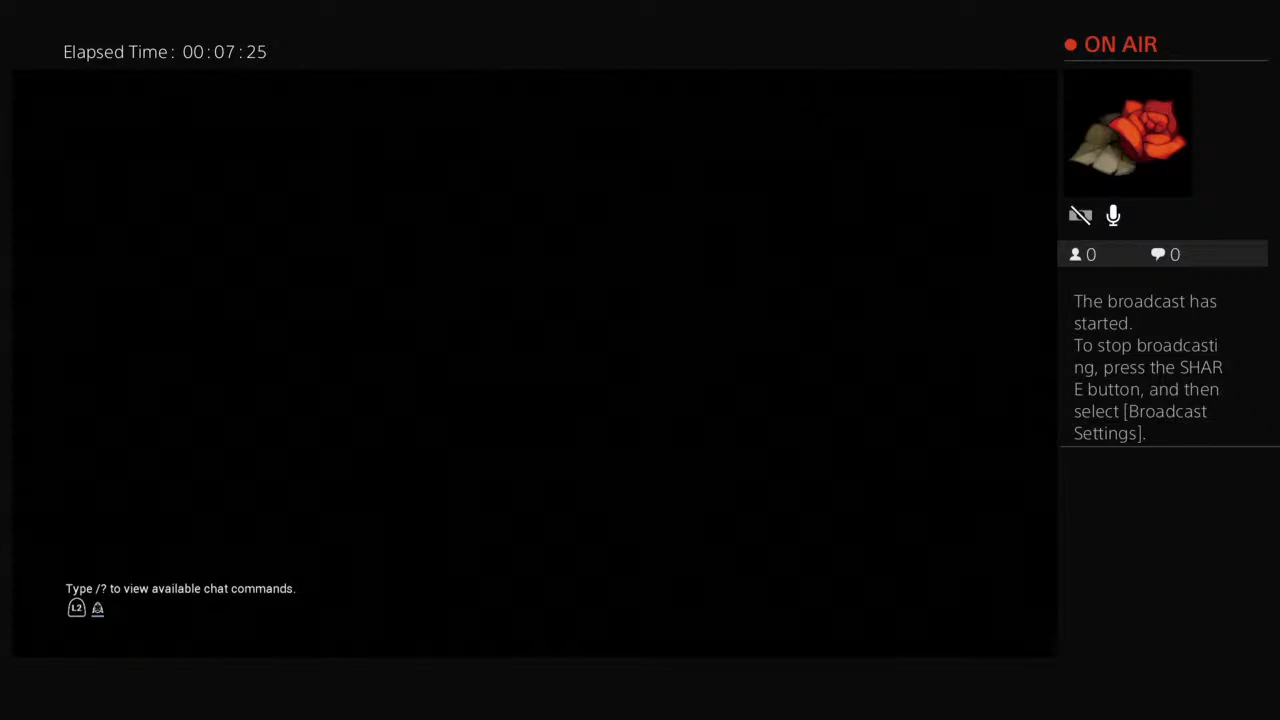 Elapsed Time: 00:07:25
ON AIR
0 0
The broadcast has
started.
To stop broadcasti
ng, press the SHAR
E button, and then
select [Broadcast
Settings].
Type /? to view available chat commands.
L2